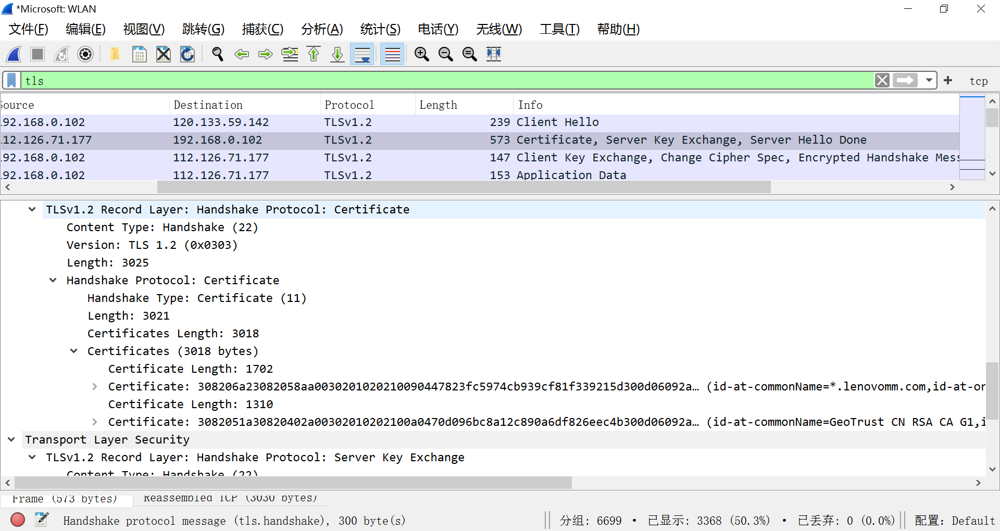 *Microsoft: WLAN
文件(F) 编辑(E) 视图(V) 跳转(G) 捕获(C) 分析(A) 统计(S) 电话(Y) 无线(W) 工具(T) 帮助(H)
tls tcp
Source Destination Protocol Length Info
192.168.0.102 120.133.59.142 TLSv1.2 239 Client Hello
112.126.71.177 192.168.0.102 TLSv1.2 573 Certificate, Server Key Exchange, Server Hello Done
192.168.0.102 112.126.71.177 TLSv1.2 147 Client Key Exchange, Change Cipher Spec, Encrypted Handshake Mess
192.168.0.102 112.126.71.177 TLSv1.2 153 Application Data
TLSv1.2 Record Layer: Handshake Protocol: Certificate
Content Type: Handshake (22)
Version: TLS 1.2 (0x0303)
Length: 3025
Handshake Protocol: Certificate
Handshake Type: Certificate (11)
Length: 3021
Certificates Length: 3018
Certificates (3018 bytes)
Certificate Length: 1702
Certificate: 308206a23082058aa0030201020210090447823fc5974cb939cf81f339215d300d06092a… (id-at-commonName=*.lenovomm.com,id-at-or
Certificate Length: 1310
Certificate: 3082051a30820402a00302010202100a0470d096bc8a12c890a6df826eec4b300d06092a… (id-at-commonName=GeoTrust CN RSA CA G1,i
Transport Layer Security
TLSv1.2 Record Layer: Handshake Protocol: Server Key Exchange
Content Type: Handshake (22)
Frame (573 bytes) Reassembled TCP (3030 bytes)
Handshake protocol message (tls.handshake), 300 byte(s) 分组: 6699 · 已显示: 3368 (50.3%) · 已丢弃: 0 (0.0%) 配置: Default